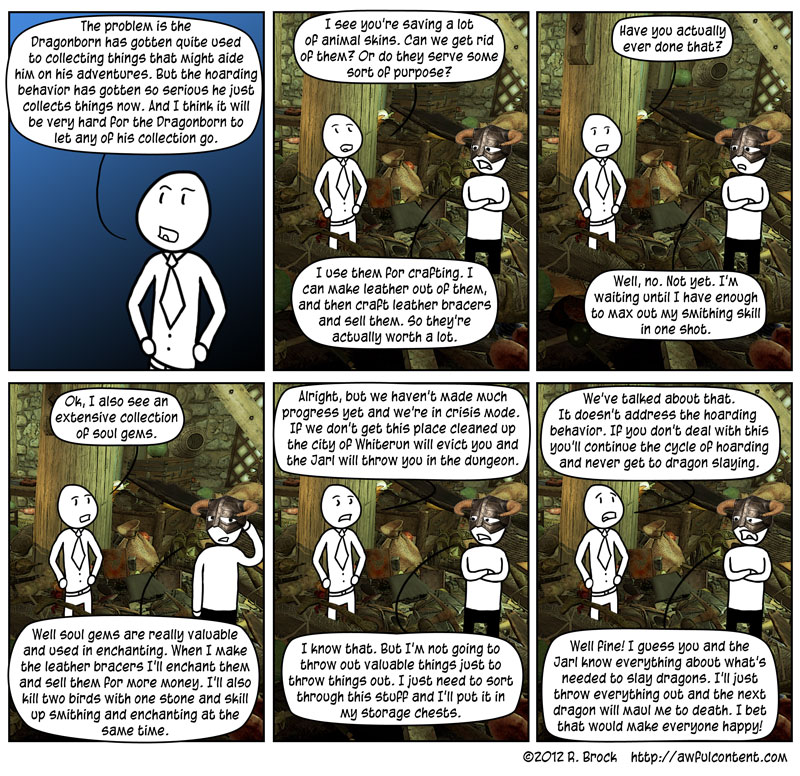 The problem is the
Dragonborn has gotten quite used
to collecting things that might aide
him on his adventures. But the hoarding
behavior has gotten so serious he just
collects things now. And I think it will
be very hard for the Dragonborn to
let any of his collection go.
I see you're saving a lot
of animal skins. Can we get rid
of them? Or do they serve some
sort of purpose?
I use them for crafting. I
can make leather out of them,
and then craft leather bracers
and sell them. So they're
actually worth a lot.
Have you actually
ever done that?
Well, no. Not yet. I'm
waiting until I have enough
to max out my smithing skill
in one shot.
Ok, I also see an
extensive collection
of soul gems.
Well soul gems are really valuable
and used in enchanting. When I make
the leather bracers I'll enchant them
and sell them for more money. I'll also
kill two birds with one stone and skill
up smithing and enchanting at the
same time.
Alright, but we haven't made much
progress yet and we're in crisis mode.
If we don't get this place cleaned up
the city of Whiterun will evict you and
the Jarl will throw you in the dungeon.
I know that. But I'm not going to
throw out valuable things just to
throw things out. I just need to sort
through this stuff and I'll put it in
my storage chests.
We've talked about that.
It doesn't address the hoarding
behavior. If you don't deal with this
you'll continue the cycle of hoarding
and never get to dragon slaying.
Well fine! I guess you and the
Jarl know everything about what's
needed to slay dragons. I'll just
throw everything out and the next
dragon will maul me to death. I bet
that would make everyone happy!
©2012 R. Brock http://awfulcontent.com